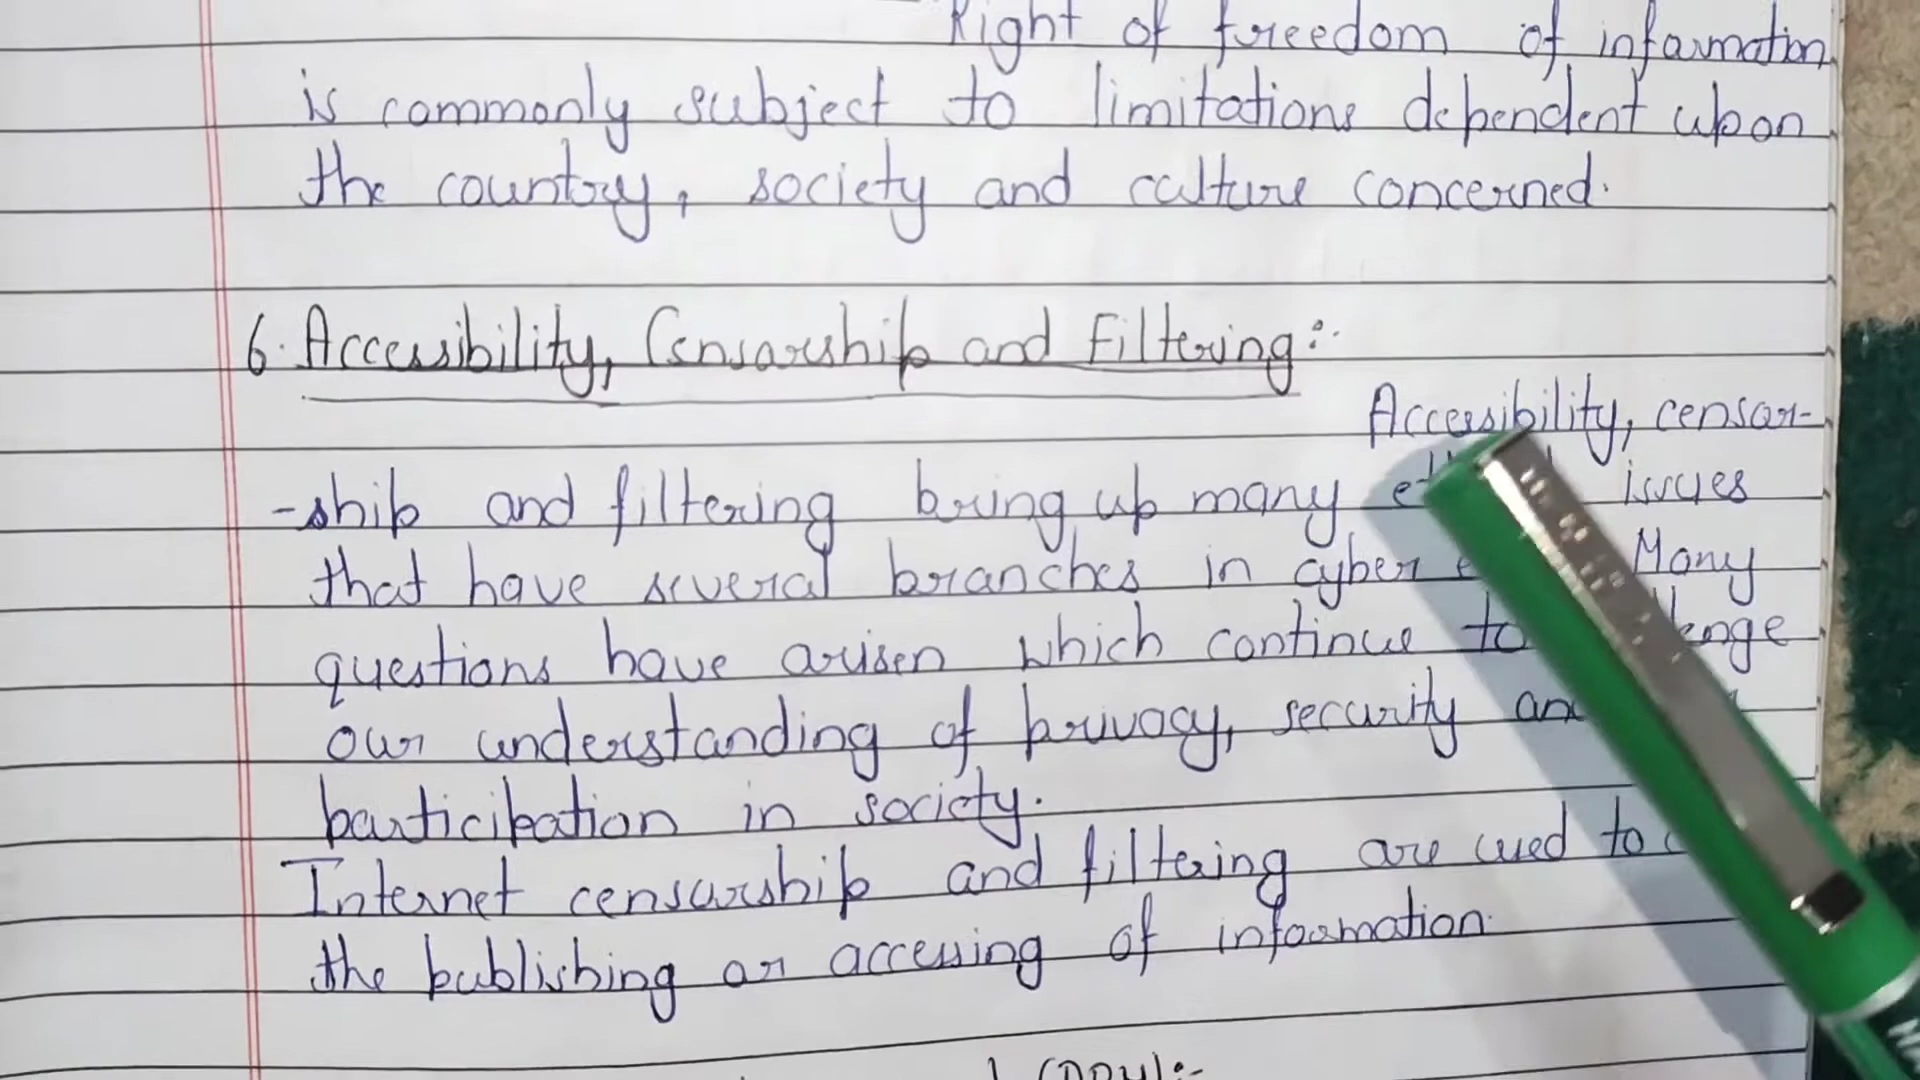 Right of freedom of information
is commonly subject to limitations dependent upon
the country, society and culture concerned.
6. Accessibility, Censorship and Filtering:-
Accessibility, censor-
-ship and filtering bring up many issues
that have several branches in cyber Many
questions have arisen which continue to
our understanding of privacy, security and
participation in society.
Internet censorship and filtering are used to
the publishing or accessing of information.